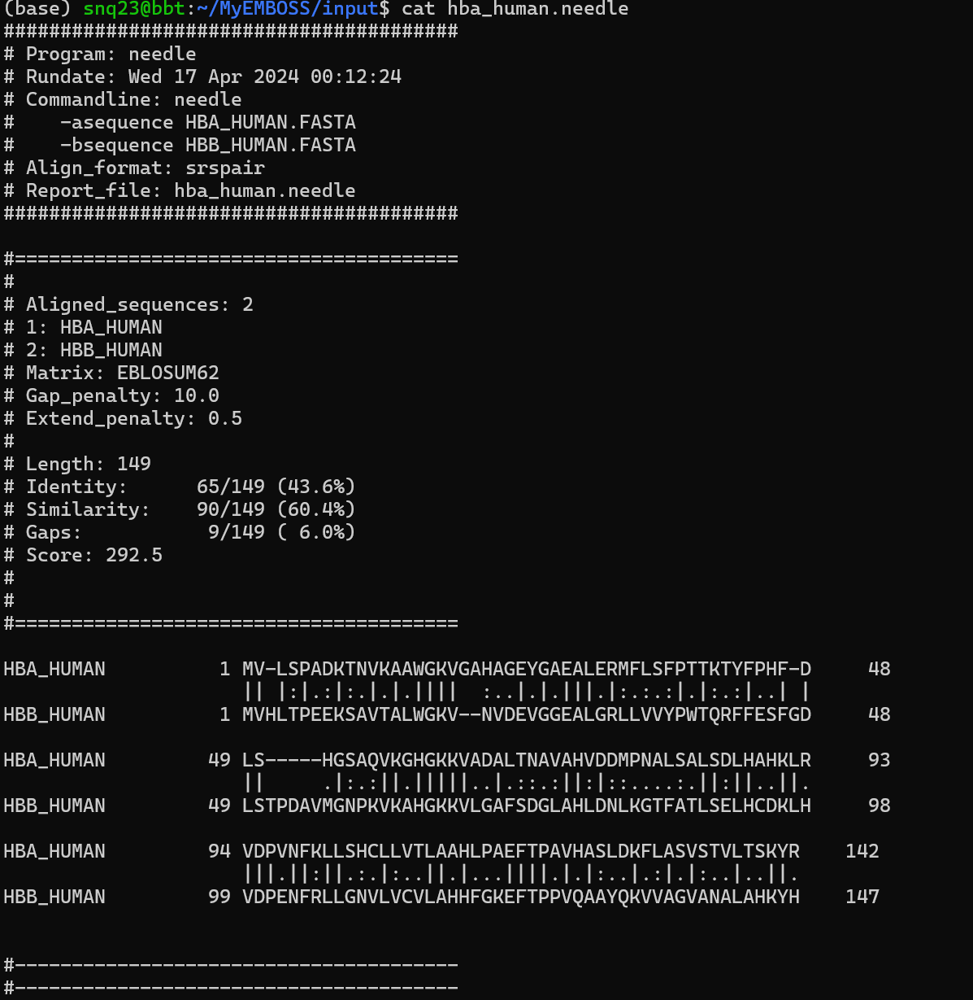 (base) snq23@bbt:~/MyEMBOSS/input$ cat hba_human.needle
########################################
# Program: needle
# Rundate: Wed 17 Apr 2024 00:12:24
# Commandline: needle
#    -asequence HBA_HUMAN.FASTA
#    -bsequence HBB_HUMAN.FASTA
# Align_format: srspair
# Report_file: hba_human.needle
########################################

#=======================================
#
# Aligned_sequences: 2
# 1: HBA_HUMAN
# 2: HBB_HUMAN
# Matrix: EBLOSUM62
# Gap_penalty: 10.0
# Extend_penalty: 0.5
#
# Length: 149
# Identity:      65/149 (43.6%)
# Similarity:    90/149 (60.4%)
# Gaps:           9/149 ( 6.0%)
# Score: 292.5
#
#
#=======================================

HBA_HUMAN          1 MV-LSPADKTNVKAAWGKVGAHAGEYGAEALERMFLSFPTTKTYFPHF-D     48
                     || |:|.:|:.|.|.||||  :..|.|.|||.|:.:.:|.|:.:|..| |
HBB_HUMAN          1 MVHLTPEEKSAVTALWGKV--NVDEVGGEALGRLLVVYPWTQRFFESFGD     48

HBA_HUMAN         49 LS-----HGSAQVKGHGKKVADALTNAVAHVDDMPNALSALSDLHAHKLR     93
                     ||     .|:.:||.|||||..|.::.:||:|::....:.||:||..||.
HBB_HUMAN         49 LSTPDAVMGNPKVKAHGKKVLGAFSDGLAHLDNLKGTFATLSELHCDKLH     98

HBA_HUMAN         94 VDPVNFKLLSHCLLVTLAAHLPAEFTPAVHASLDKFLASVSTVLTSKYR    142
                     |||.||:||.:.|:..||.|...||||.|.|:..|.:|.|:..|..||.
HBB_HUMAN         99 VDPENFRLLGNVLVCVLAHHFGKEFTPPVQAAYQKVVAGVANALAHKYH    147


#---------------------------------------
#---------------------------------------